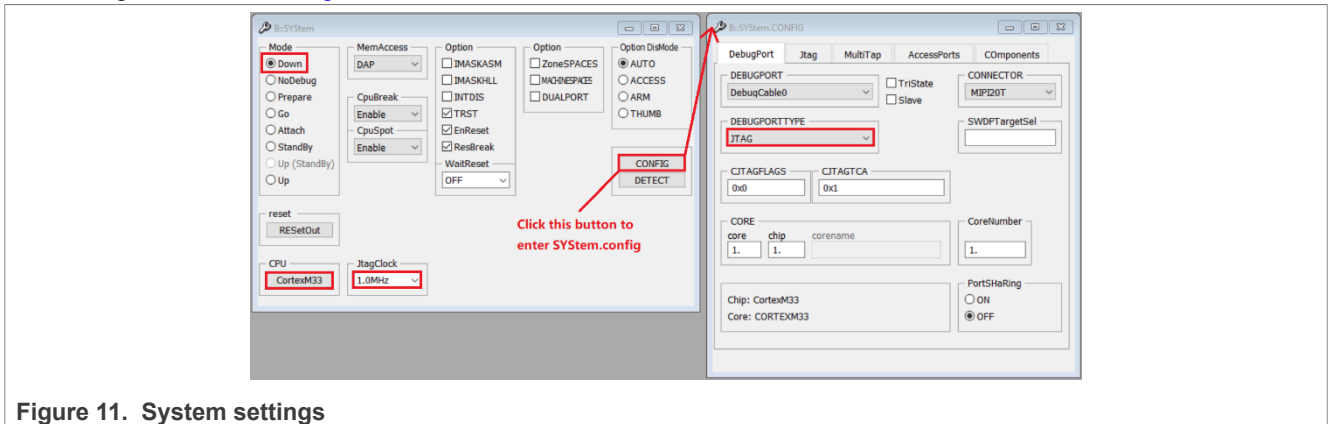 B::SYStem
Mode
Down
NoDebug
Prepare
Go
Attach
StandBy
Up (StandBy)
Up
MemAccess
DAP
CpuBreak
Enable
CpuSpot
Enable
Option
IMASKASM
IMASKHLL
INTDIS
TRST
EnReset
ResBreak
WaitReset
OFF
Option
ZoneSPACES
MACHINESPACES
DUALPORT
Option DisMode
AUTO
ACCESS
ARM
THUMB
CONFIG
DETECT
reset
RESetOut
CPU
CortexM33
JtagClock
1.0MHz
Click this button to
enter SYStem.config
B::SYStem.CONFIG
DebugPort Jtag MultiTap AccessPorts COmponents
DEBUGPORT
DebugCable0
TriState
Slave
CONNECTOR
MIPI20T
DEBUGPORTTYPE
JTAG
SWDPTargetSel
CJTAGFLAGS CJTAGTCA
0x0 0x1
CORE
core chip corename
1. 1.
CoreNumber
1.
Chip: CortexM33
Core: CORTEXM33
PortSHaRing
ON
OFF
Figure 11. System settings